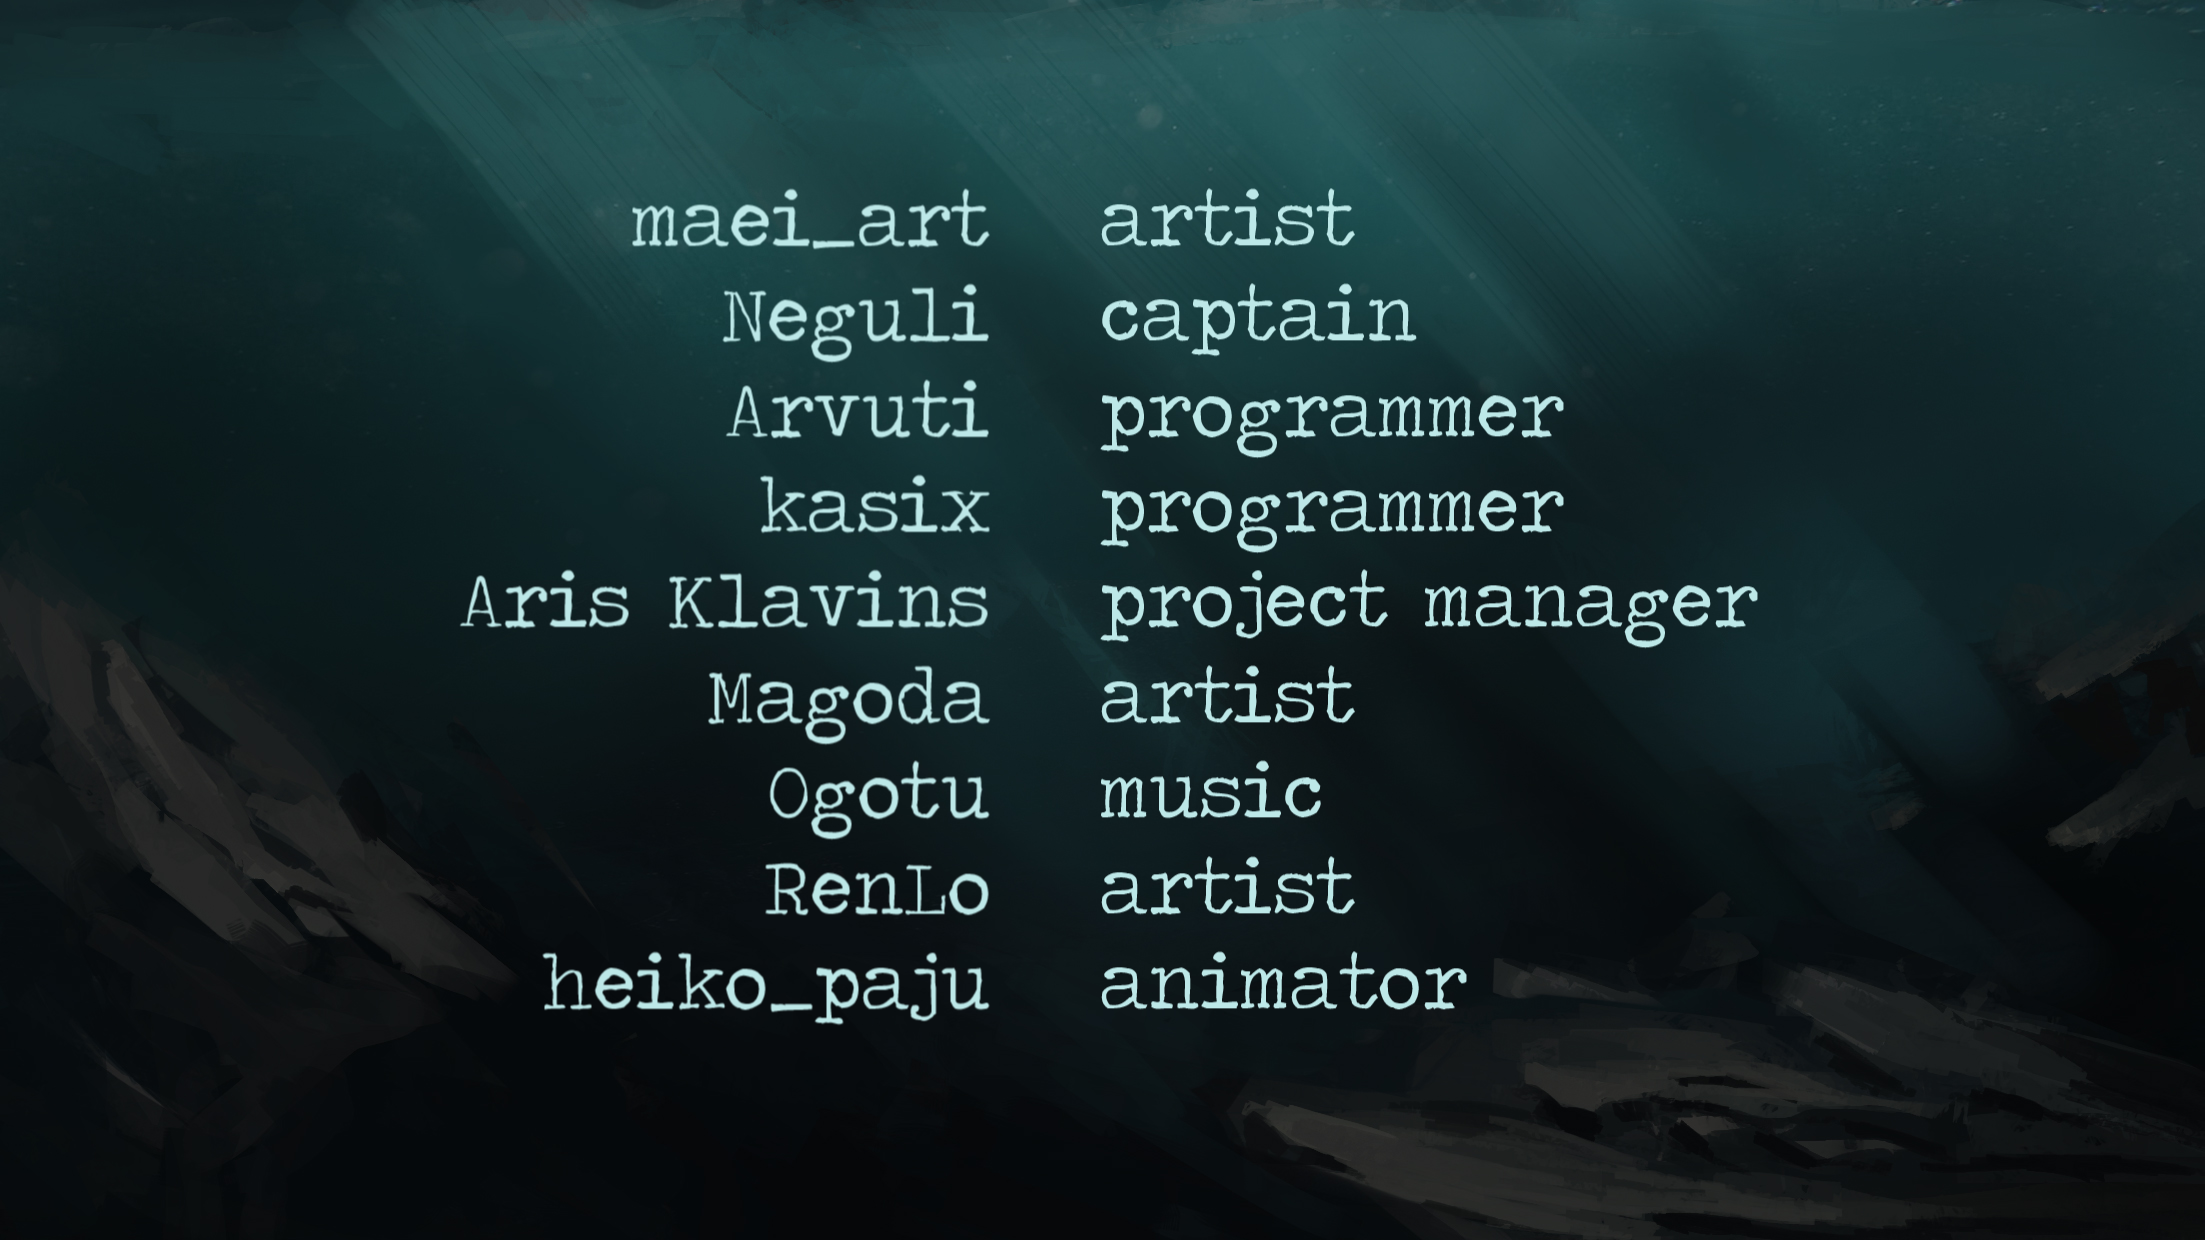 maei_art artist
Neguli captain
Arvuti programmer
kasix programmer
Aris Klavins project manager
Magoda artist
Ogotu music
RenLo artist
heiko_paju animator